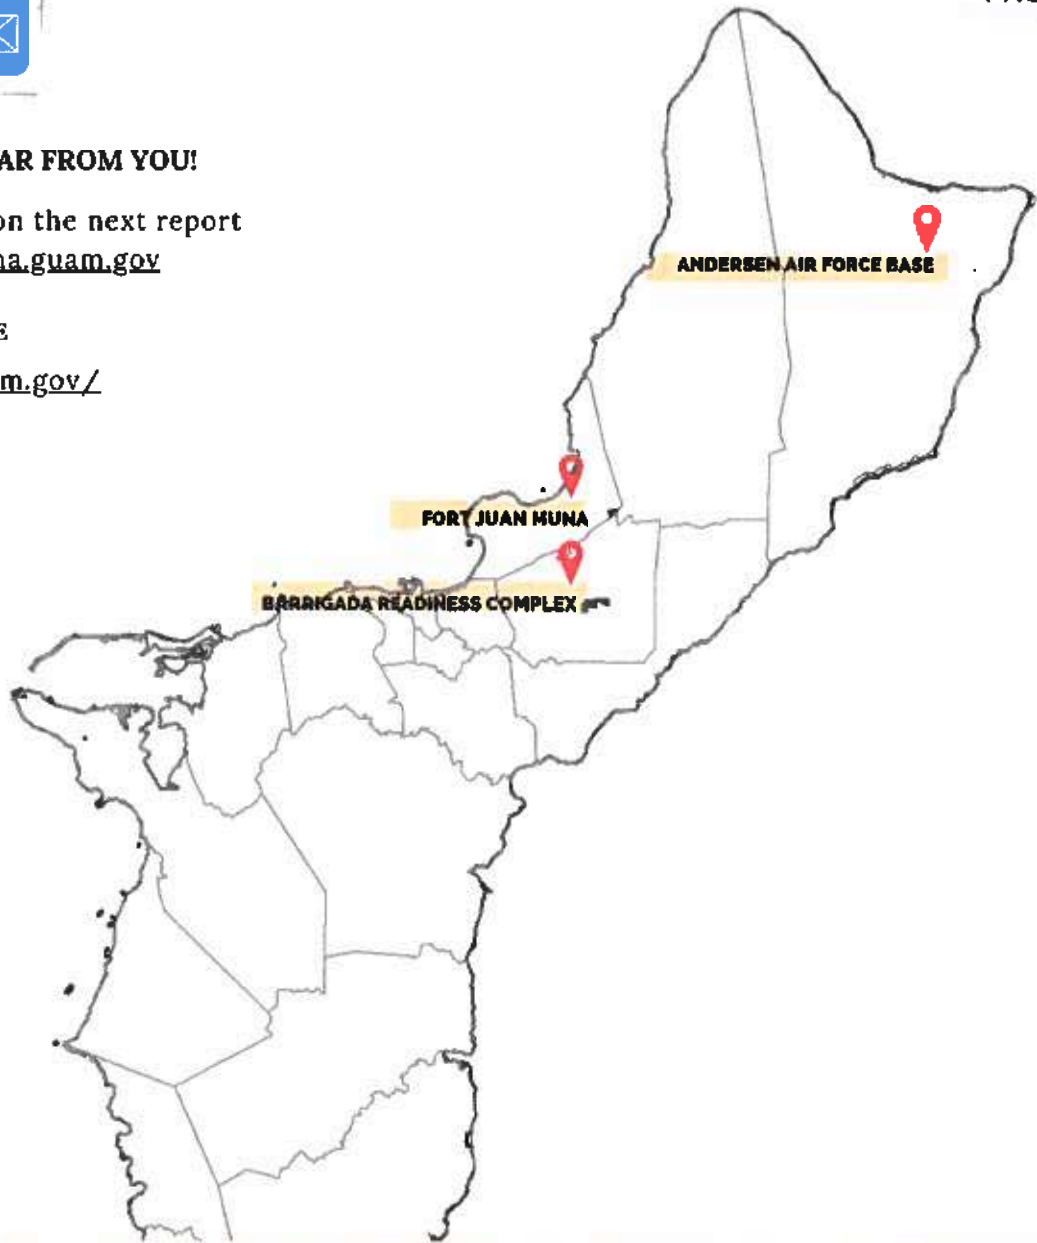 AR FROM YOU!
on the next report
na.guam.gov
E
m.gov/
ANDERSEN AIR FORCE BASE
FORT JUAN MUNA
BARRIGADA READINESS COMPLEX